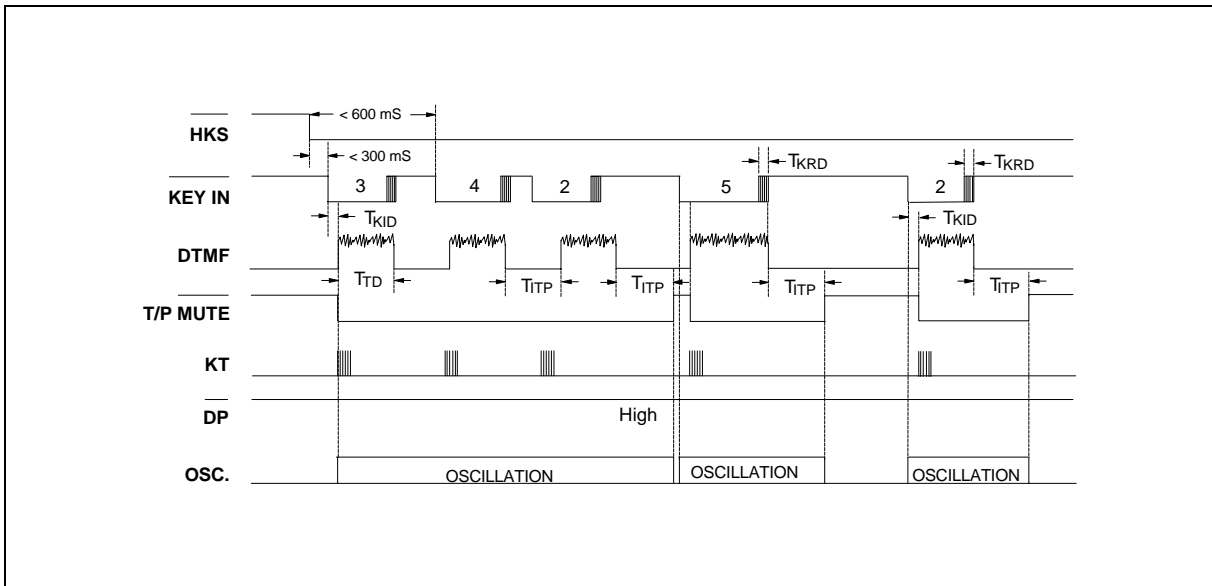 < 600 mS
HKS
< 300 mS
TKRD
TKRD
KEY IN
3
4
2
5
2
TKID
TKID
DTMF
TTD
TITP
TITP
TITP
TITP
T/P MUTE
KT
DP
High
OSC.
OSCILLATION
OSCILLATION
OSCILLATION